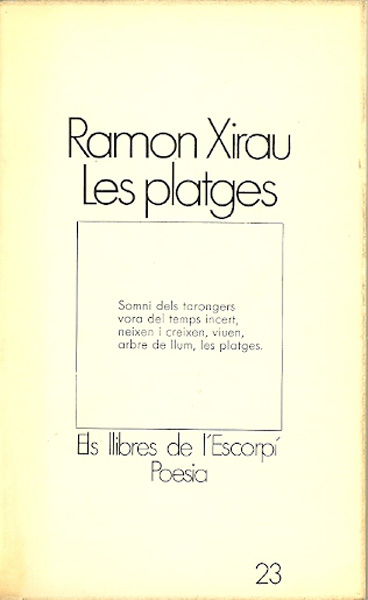 Ramon Xirau
Les platges
Somni dels tarongers
vora del temps incert,
neixen i creixen, viuen,
arbre de llum, les platges.
Els llibres de l'Escorpí
Poesia
23